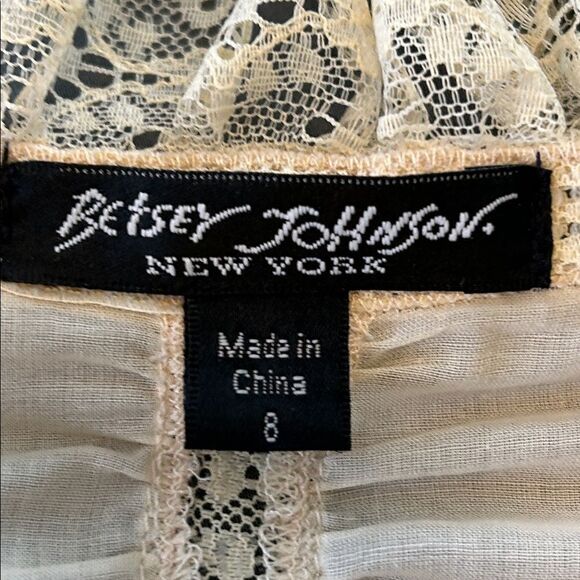 BETSEY JOHNSON.
NEW YORK
Made in
China
8